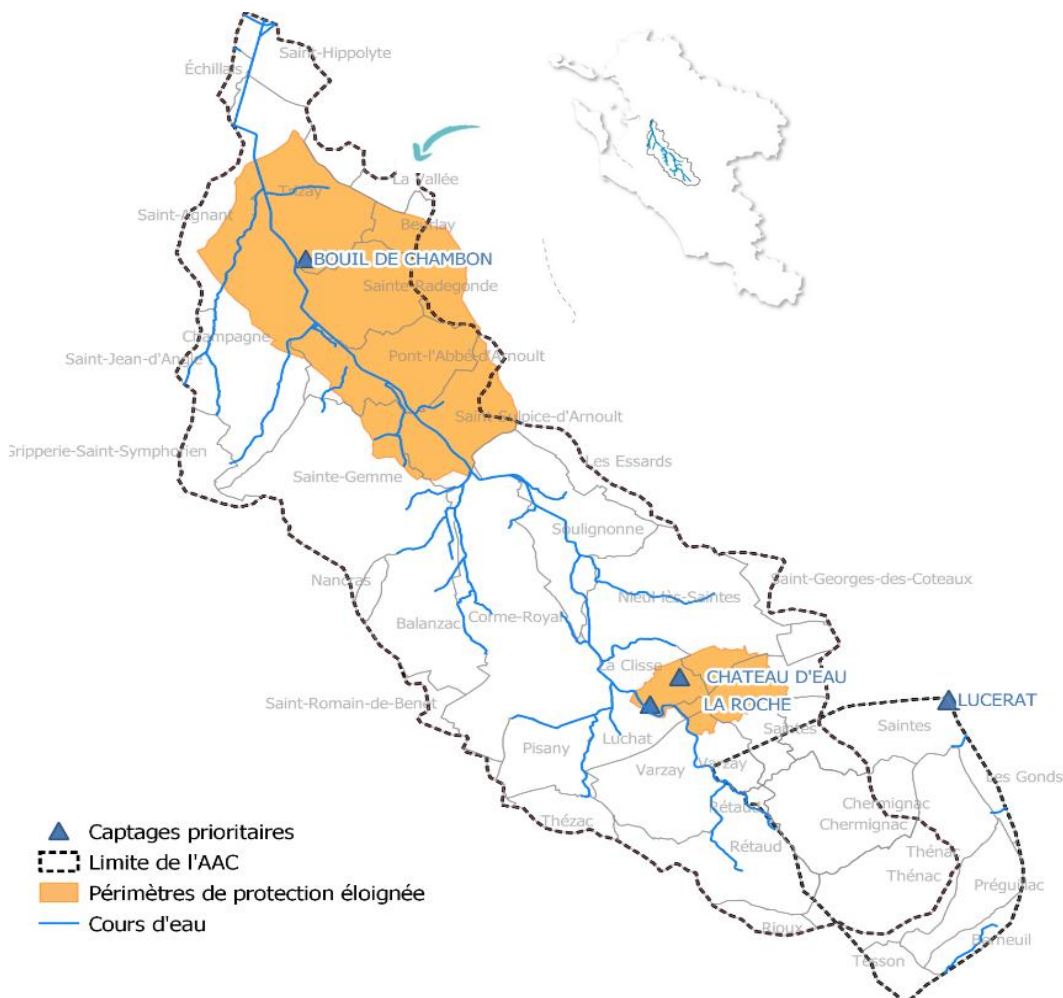 Saint-Hippolyte
Échillais
La Vallée
Trizay
Saint-Agnant
Beurlay
BOUIL DE CHAMBON
Sainte-Radegonde
Champagne
Saint-Jean-d'Angle
Pont-l'Abbé-d'Arnoult
Saint-Sulpice-d'Arnoult
Gripperie-Saint-Symphorien
Les Essards
Sainte-Gemme
Soulignonne
Nancras
Saint-Georges-des-Coteaux
Nieul-lès-Saintes
Balanzac
Corme-Royal
La Clisse
CHATEAU D'EAU
Saint-Romain-de-Benet
LA ROCHE
LUCERAT
Saintes
Saintes
Pisany
Luchat
Varzay
Varzay
Les Gonds
Chermignac
Rétaud
Thézac
Chermignac
Rétaud
Thénac
Thénac
Préguillac
Rioux
Berneuil
Tesson
Captages prioritaires
Limite de l'AAC
Périmètres de protection éloignée
Cours d'eau